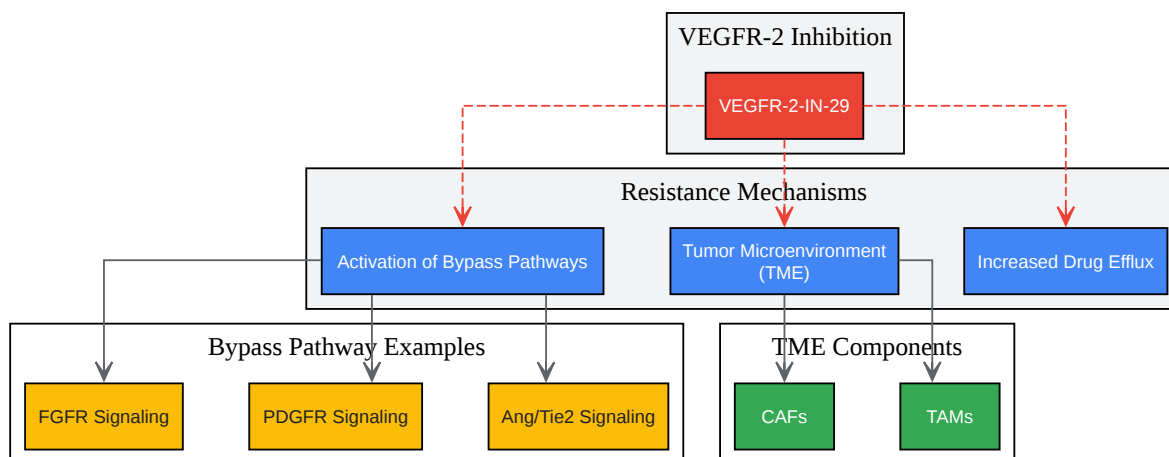 VEGFR-2 Inhibition
VEGFR-2-IN-29
Resistance Mechanisms
Activation of Bypass Pathways
Tumor Microenvironment
(TME)
Increased Drug Efflux
Bypass Pathway Examples
TME Components
FGFR Signaling
PDGFR Signaling
Ang/Tie2 Signaling
CAFs
TAMs